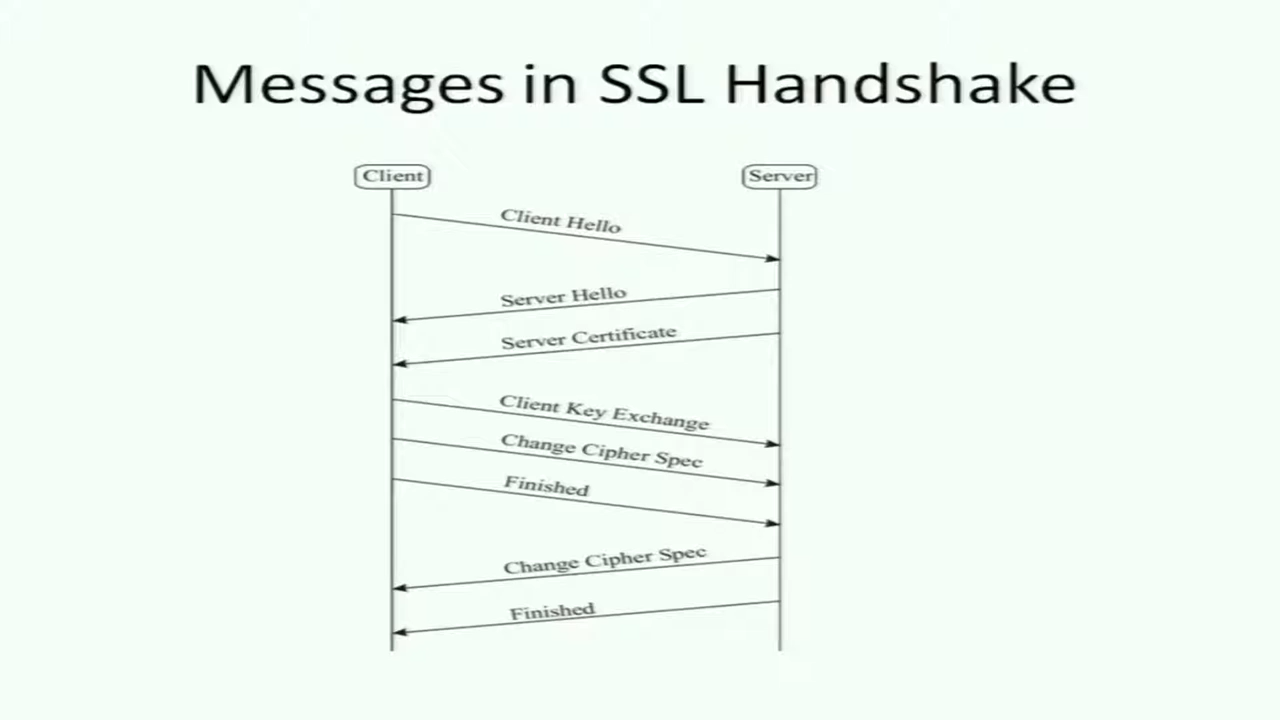 Messages in SSL Handshake
Client
Server
Client Hello
Server Hello
Server Certificate
Client Key Exchange
Change Cipher Spec
Finished
Change Cipher Spec
Finished